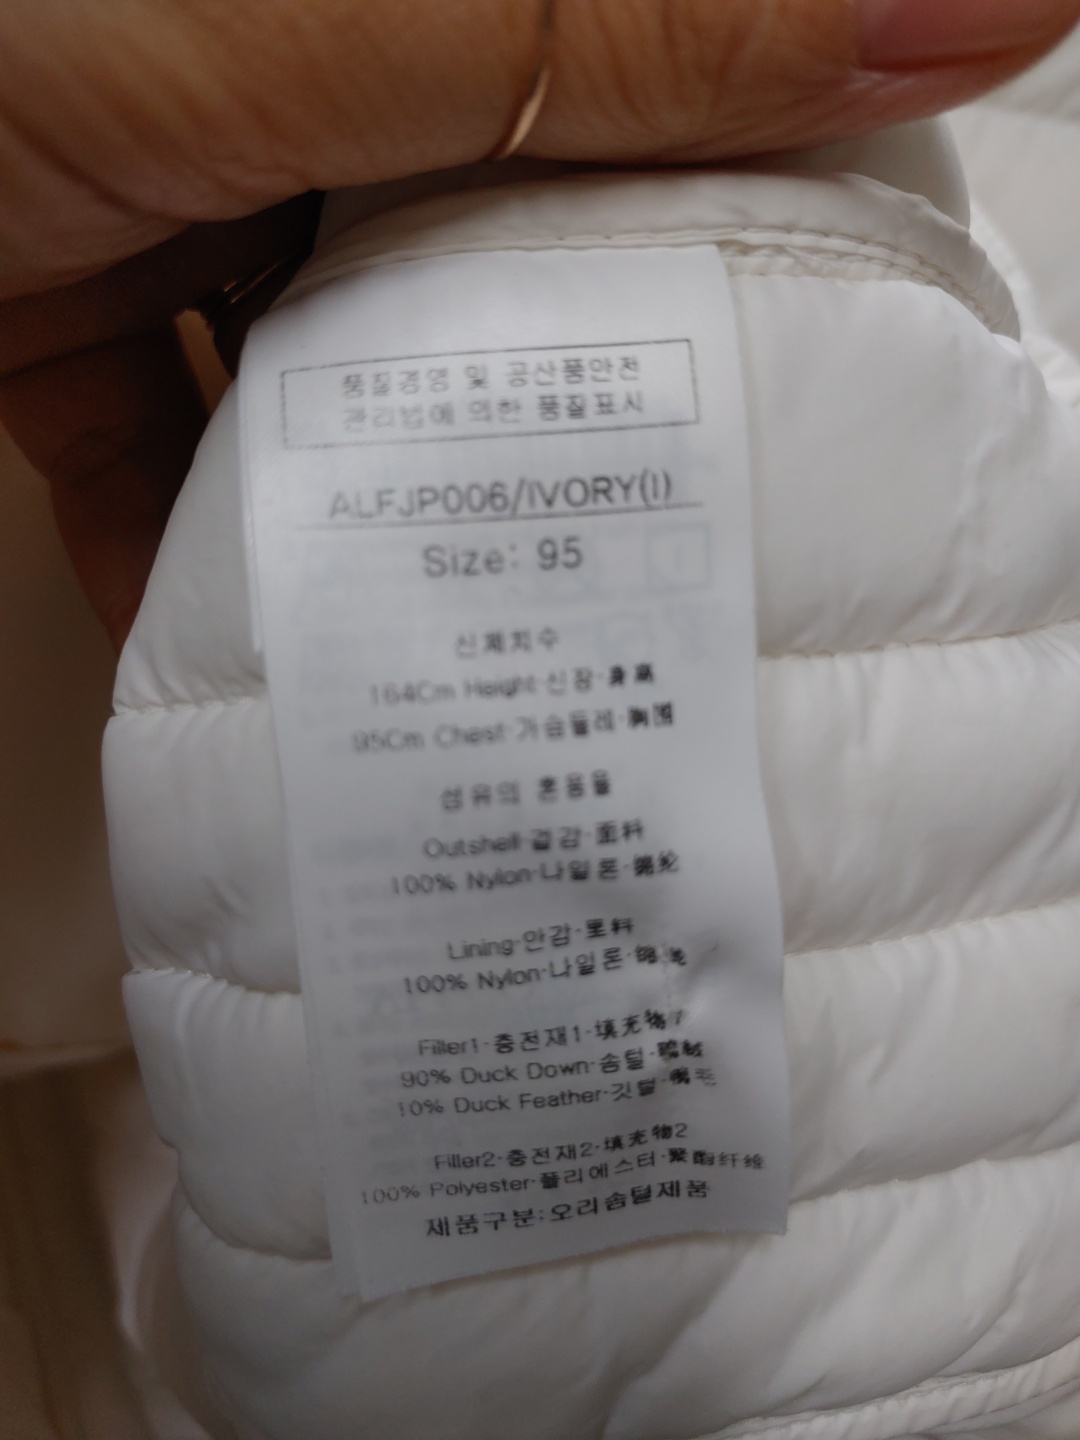 품질경영 및 공산품안전
관리법에 의한 품질표시
ALFJP006/IVORY(I)
Size: 95
신체치수
164Cm Height·신장·身高
95Cm Chest·가슴둘레·胸围
섬유의 혼용율
Outshell·겉감·面料
100% Nylon·나일론·锦纶
Lining·안감·里料
100% Nylon·나일론
Filler1·충전재1·填充物1
90% Duck Down·솜털
10% Duck Feather·깃털
Filler2·충전재2·填充物2
100% Polyester·폴리에스터·聚酯纤维
제품구분:오리솜털제품